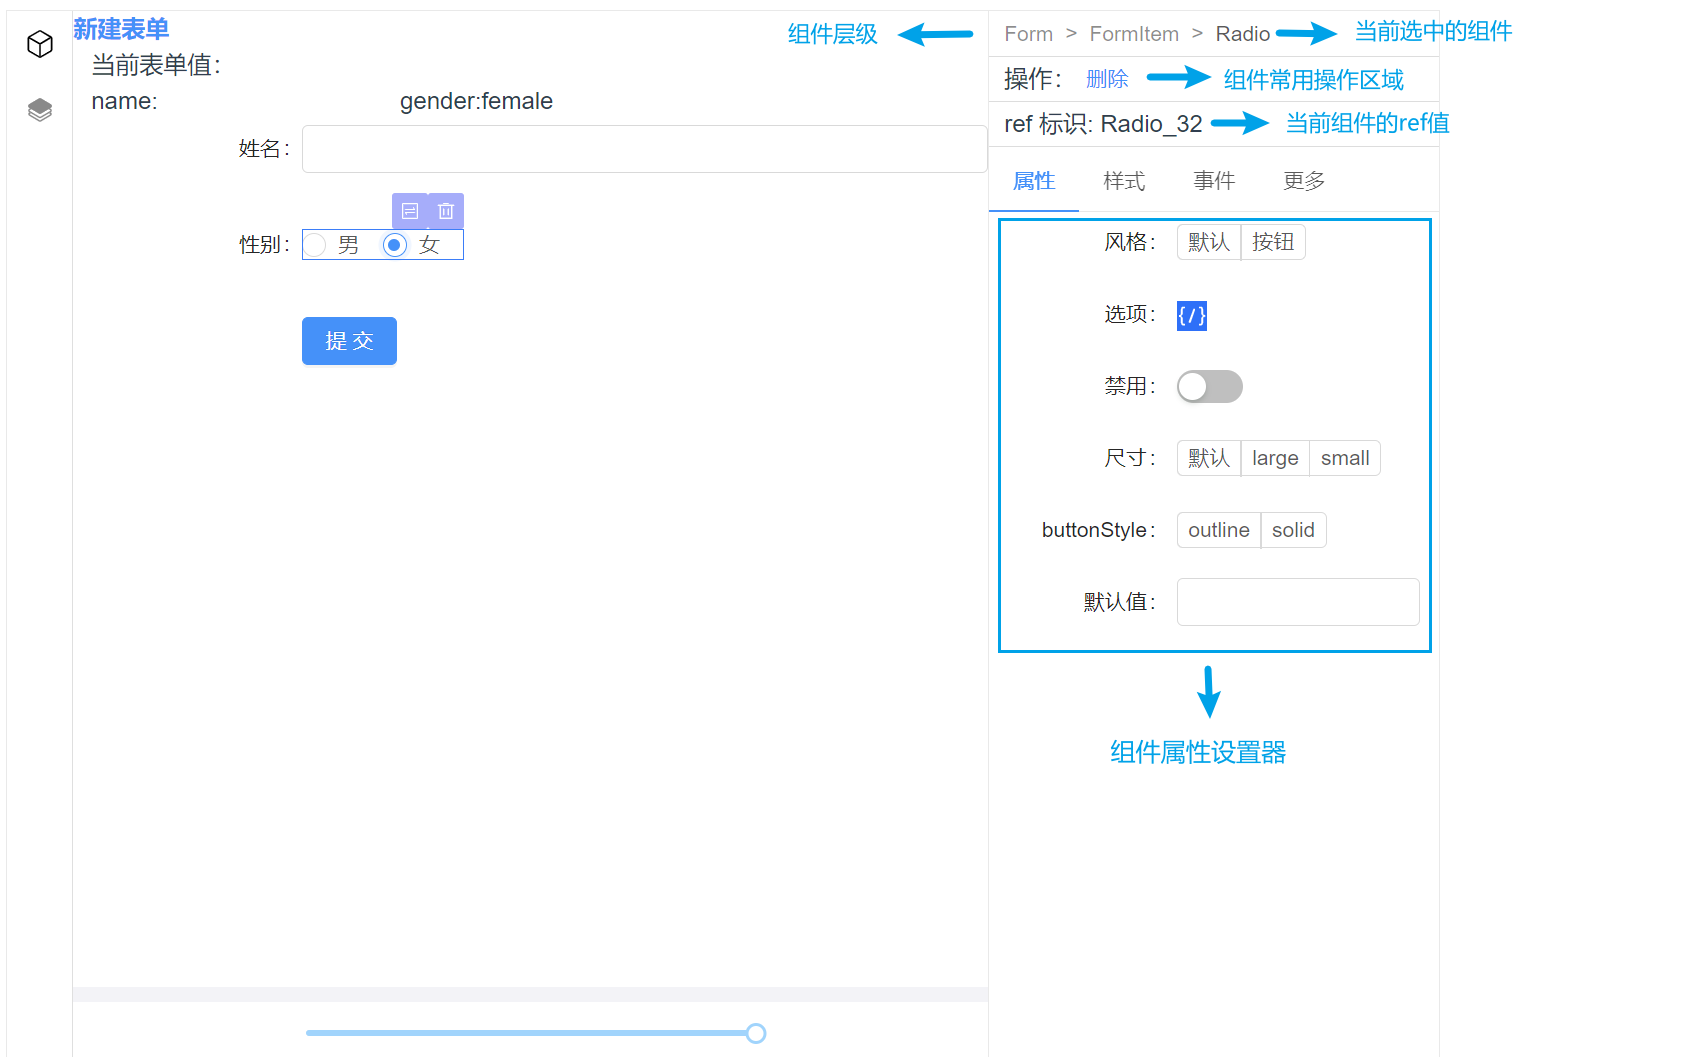 新建表单
当前表单值：
name: gender:female
姓名：
性别： 男 女
提 交
组件层级
Form > FormItem > Radio 当前选中的组件
操作： 删除 组件常用操作区域
ref 标识: Radio_32 当前组件的ref值
属性 样式 事件 更多
风格： 默认 按钮
选项： {/}
禁用：
尺寸： 默认 large small
buttonStyle： outline solid
默认值：
组件属性设置器